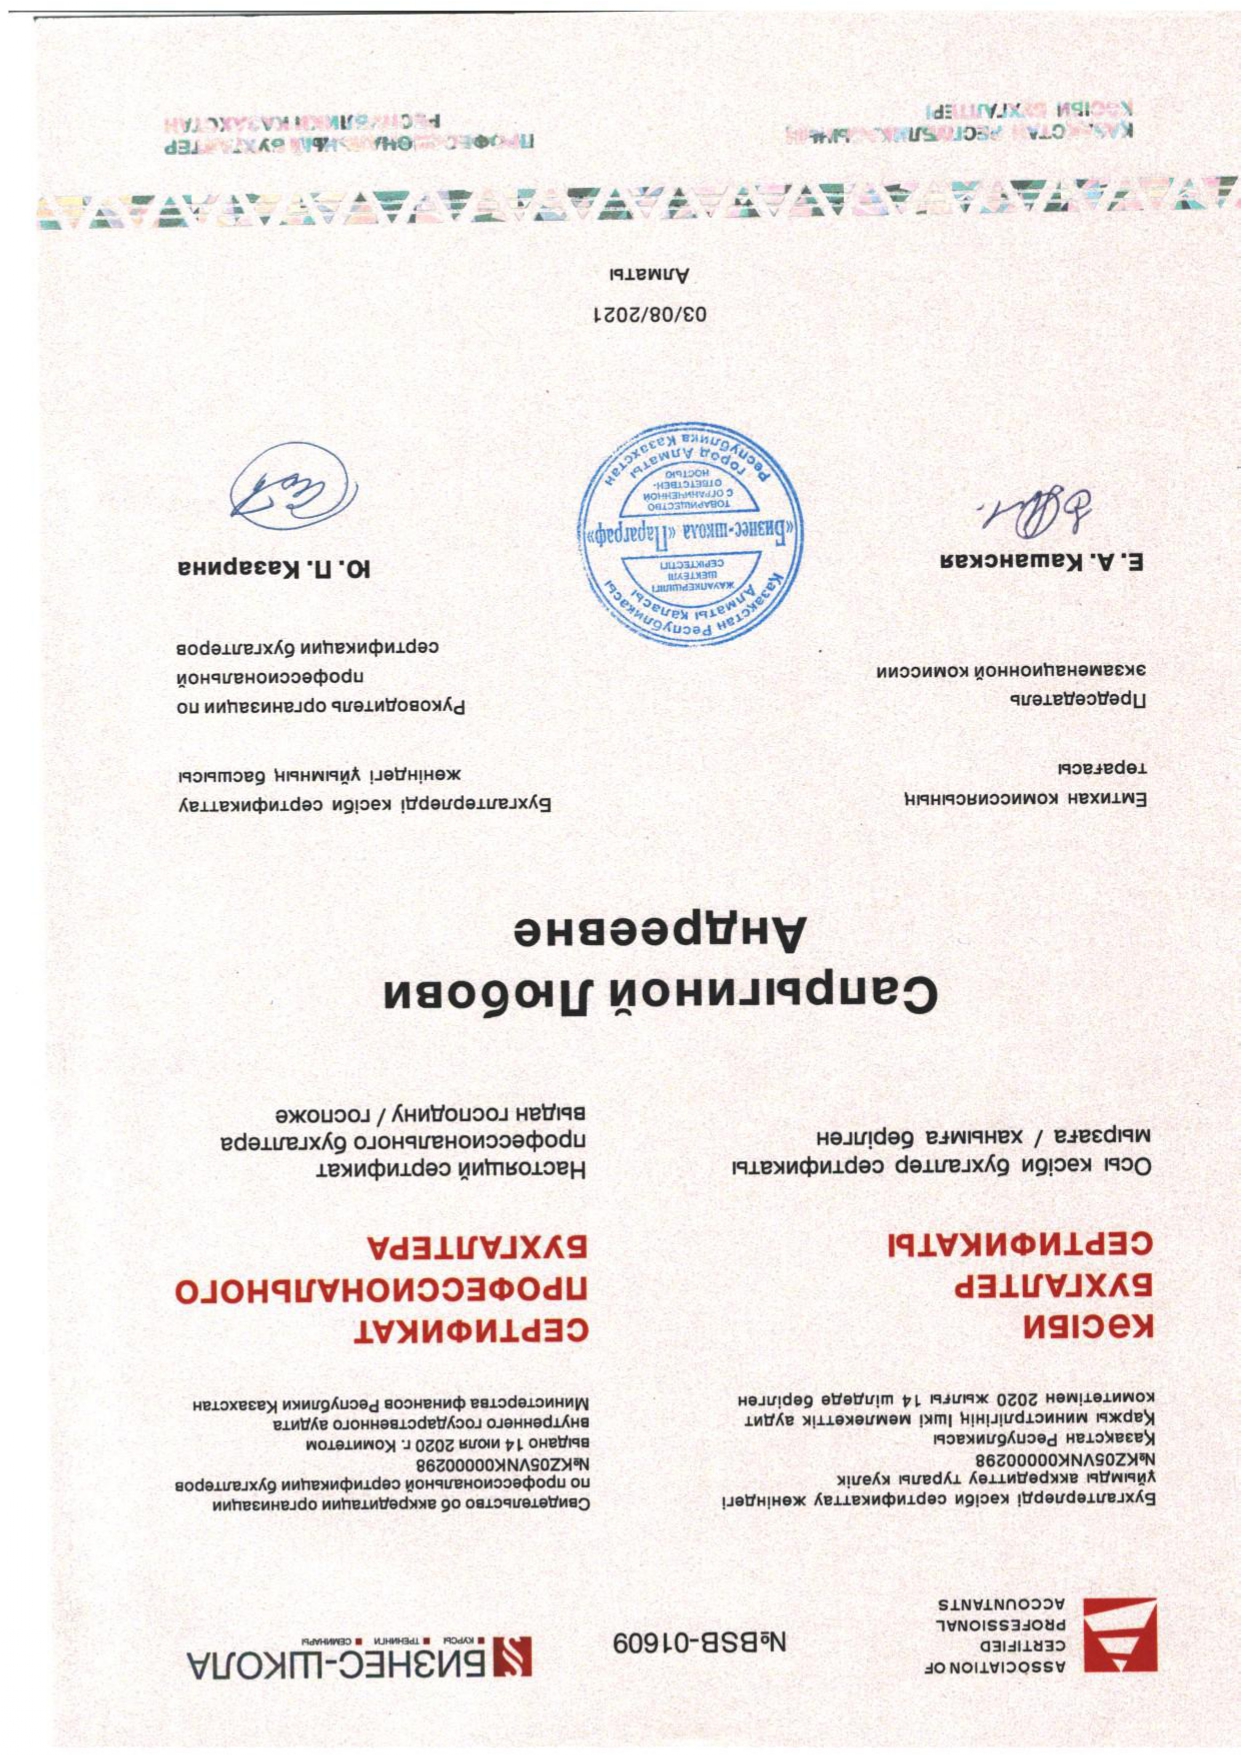 ASSOCIATION OF
CERTIFIED
PROFESSIONAL
ACCOUNTANTS
№BSB-01609
БИЗНЕС-ШКОЛА
КУРСЫ ТРЕНИНГИ СЕМИНАРЫ
Бухгалтерлерді кәсіби сертификаттау жөніндегі
ұйымды аккредиттеу туралы куәлік
№KZ05VNK00000298
Қазақстан Республикасы
Қаржы министрлігінің Ішкі мемлекеттік аудит
комитетімен 2020 жылғы 14 шілдеде берілген
Свидетельство об аккредитации организации
по профессиональной сертификации бухгалтеров
№KZ05VNK00000298
выдано 14 июля 2020 г. Комитетом
внутреннего государственного аудита
Министерства финансов Республики Казахстан
КӘСІБИ
БУХГАЛТЕР
СЕРТИФИКАТЫ
СЕРТИФИКАТ
ПРОФЕССИОНАЛЬНОГО
БУХГАЛТЕРА
Осы кәсіби бухгалтер сертификаты
мырзаға / ханымға берілген
Настоящий сертификат
профессионального бухгалтера
выдан господину / госпоже
Сапрыгиной Любови
Андреевне
Емтихан комиссиясының
төрағасы
Бухгалтерлерді кәсіби сертификаттау
жөніндегі ұйымның басшысы
Председатель
экзаменационной комиссии
Руководитель организации по
профессиональной
сертификации бухгалтеров
Е. А. Кашанская
Ю. П. Казарина
Қазақстан Республикасы
Алматы қаласы
ЖАУАПКЕРШІЛІГІ
ШЕКТЕУЛІ
СЕРІКТЕСТІГІ
«Бизнес-школа «Параграф»
ТОВАРИЩЕСТВО
С ОГРАНИЧЕННОЙ
ОТВЕТСТВЕН-
НОСТЬЮ
город Алматы
Республика Казахстан
03/08/2021
Алматы
ҚАЗАҚСТАН РЕСПУБЛИКАСЫНЫҢ
КӘСІБИ БУХГАЛТЕРІ
ПРОФЕССИОНАЛЬНЫЙ БУХГАЛТЕР
РЕСПУБЛИКИ КАЗАХСТАН